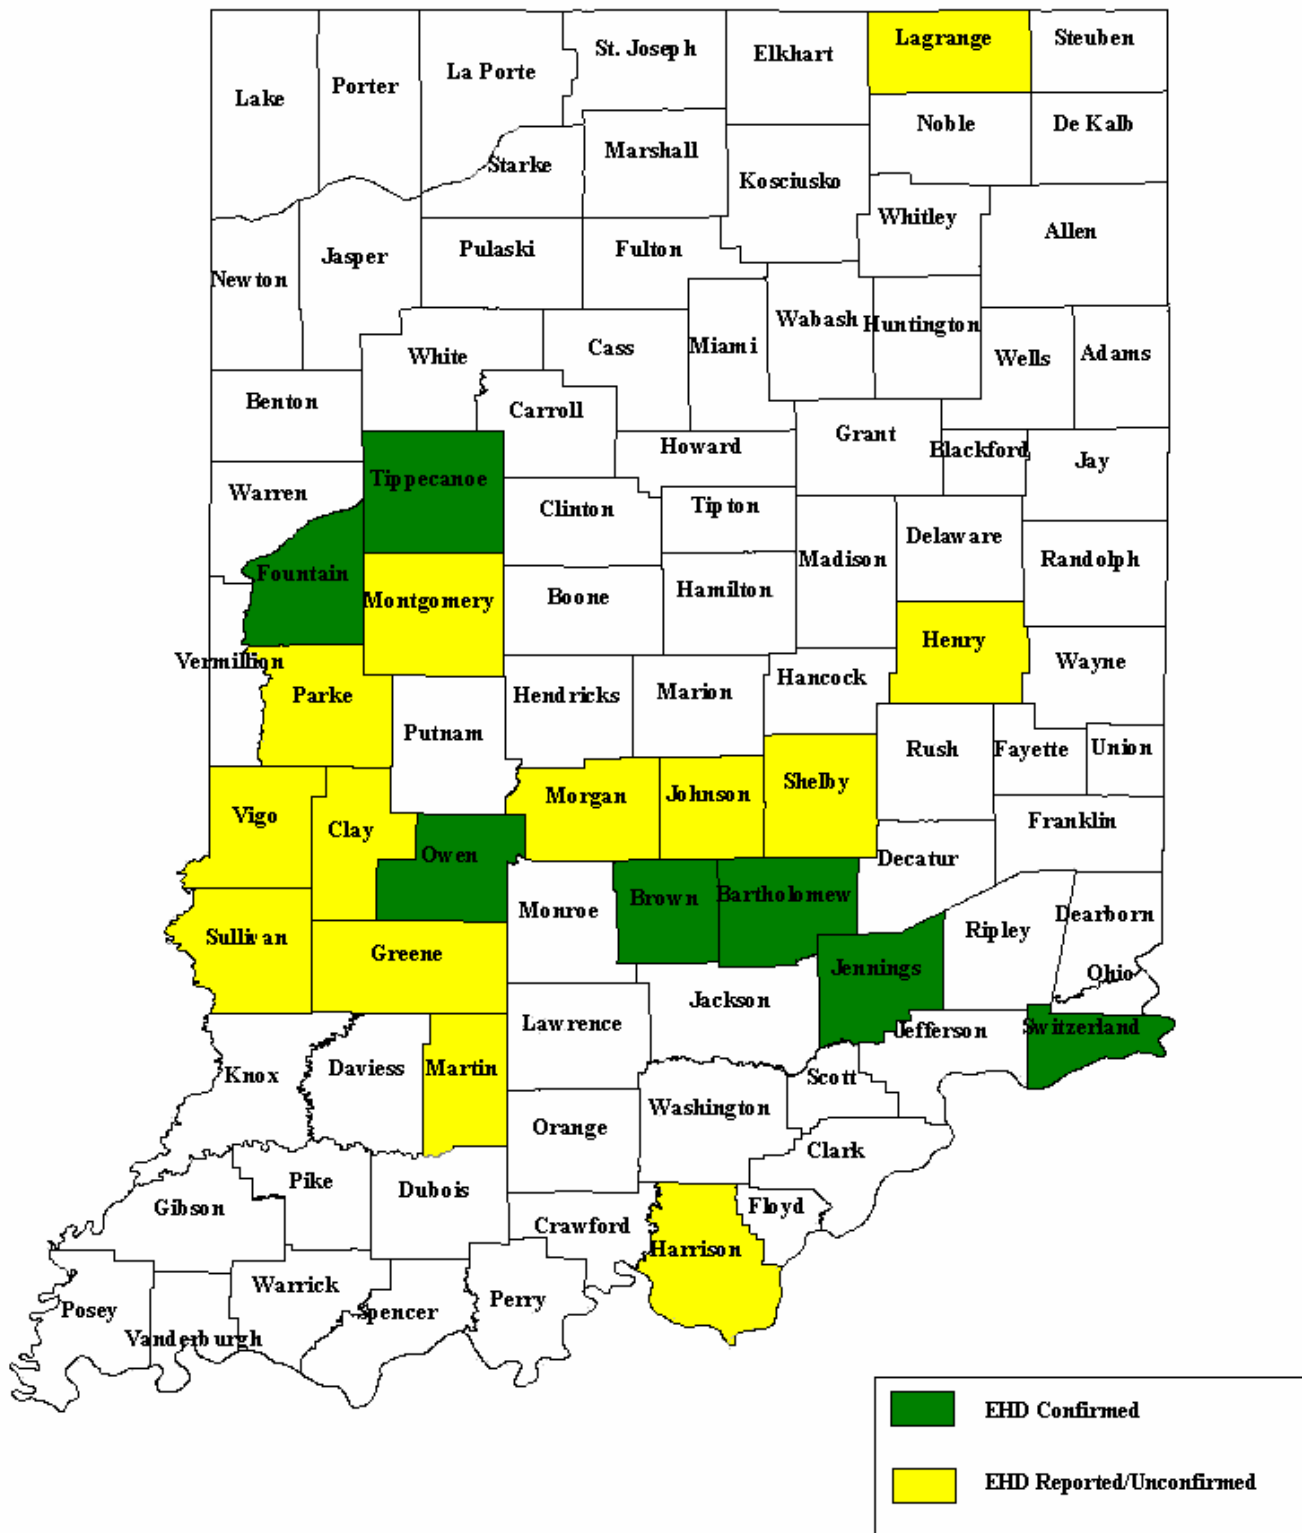 Lagrange
Steuben
St. Joseph
Elkhart
La Porte
Porter
Lake
Noble
De Kalb
Marshall
Starke
Kosciusko
Whitley
Allen
Pulaski
Fulton
Jasper
Newton
Wabash
Huntington
Miami
Cass
White
Wells
Adams
Benton
Carroll
Grant
Howard
Blackford
Jay
Tippecanoe
Warren
Clinton
Tipton
Delaware
Madison
Randolph
Fountain
Montgomery
Boone
Hamilton
Henry
Vermillion
Wayne
Parke
Hendricks
Marion
Hancock
Putnam
Rush
Fayette
Union
Morgan
Johnson
Shelby
Vigo
Clay
Franklin
Owen
Decatur
Brown
Bartholomew
Monroe
Dearborn
Ripley
Sullivan
Greene
Jennings
Ohio
Jackson
Lawrence
Jefferson
Switzerland
Knox
Daviess
Martin
Scott
Washington
Orange
Clark
Pike
Dubois
Gibson
Floyd
Crawford
Harrison
Warrick
Perry
Posey
Spencer
Vanderburgh
EHD Confirmed
EHD Reported/Unconfirmed